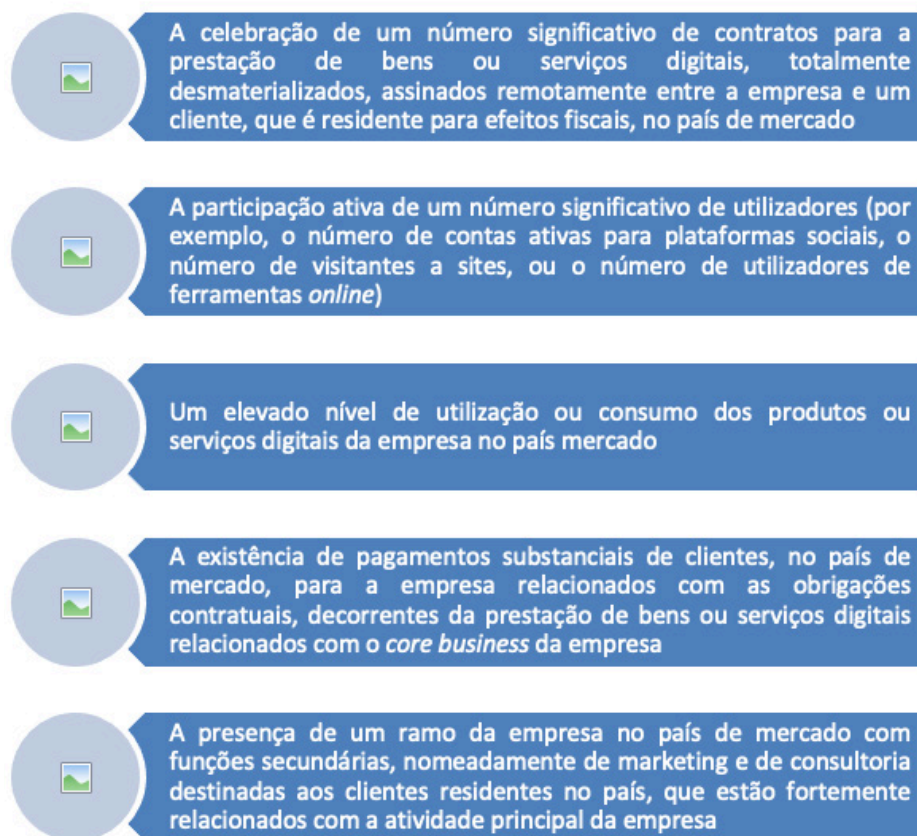 A celebração de um número significativo de contratos para a
prestação de bens ou serviços digitais, totalmente
desmaterializados, assinados remotamente entre a empresa e um
cliente, que é residente para efeitos fiscais, no país de mercado
A participação ativa de um número significativo de utilizadores (por
exemplo, o número de contas ativas para plataformas sociais, o
número de visitantes a sites, ou o número de utilizadores de
ferramentas online)
Um elevado nível de utilização ou consumo dos produtos ou
serviços digitais da empresa no país mercado
A existência de pagamentos substanciais de clientes, no país de
mercado, para a empresa relacionados com as obrigações
contratuais, decorrentes da prestação de bens ou serviços digitais
relacionados com o core business da empresa
A presença de um ramo da empresa no país de mercado com
funções secundárias, nomeadamente de marketing e de consultoria
destinadas aos clientes residentes no país, que estão fortemente
relacionados com a atividade principal da empresa